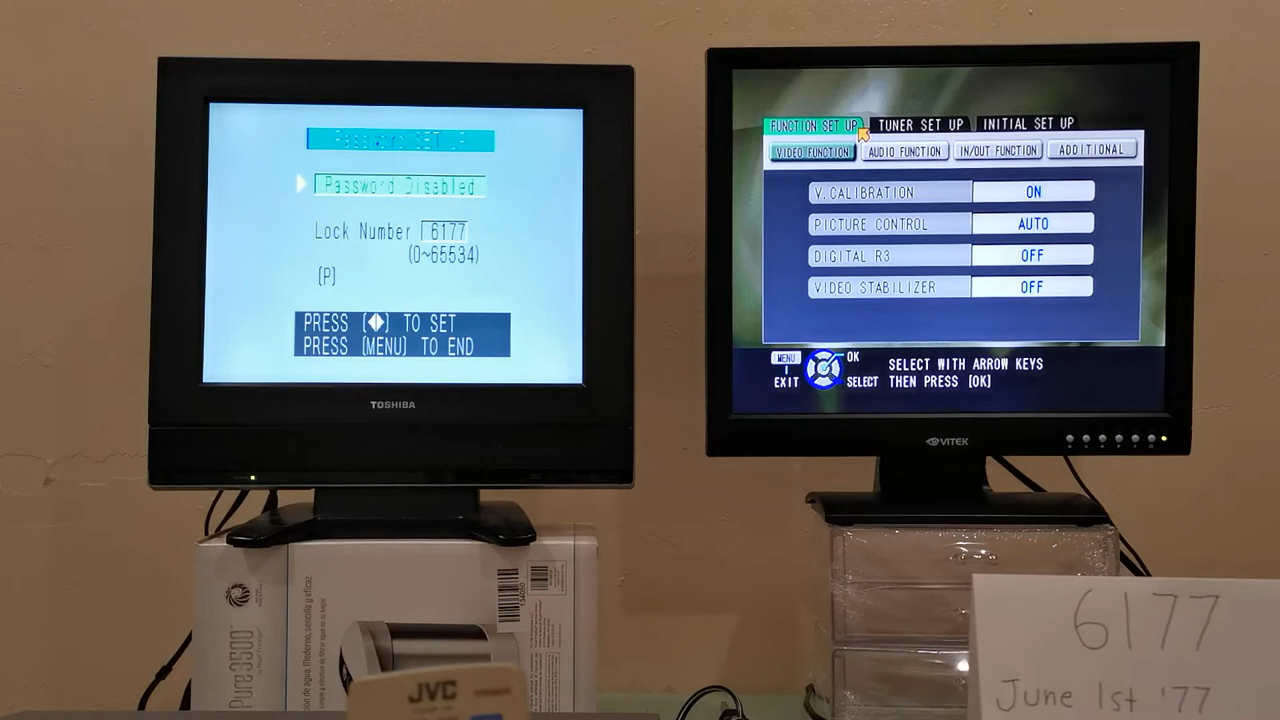 Password SET UP
Password Disabled
Lock Number 6177
(0~65534)
(P)
PRESS [◀▶] TO SET
PRESS [MENU] TO END
TOSHIBA
FUNCTION SET UP TUNER SET UP INITIAL SET UP
VIDEO FUNCTION AUDIO FUNCTION IN/OUT FUNCTION ADDITIONAL
V.CALIBRATION ON
PICTURE CONTROL AUTO
DIGITAL R3 OFF
VIDEO STABILIZER OFF
MENU OK SELECT WITH ARROW KEYS
EXIT SELECT THEN PRESS [OK]
VITEK
Pure3500
134050
JVC
6177
June 1st '77